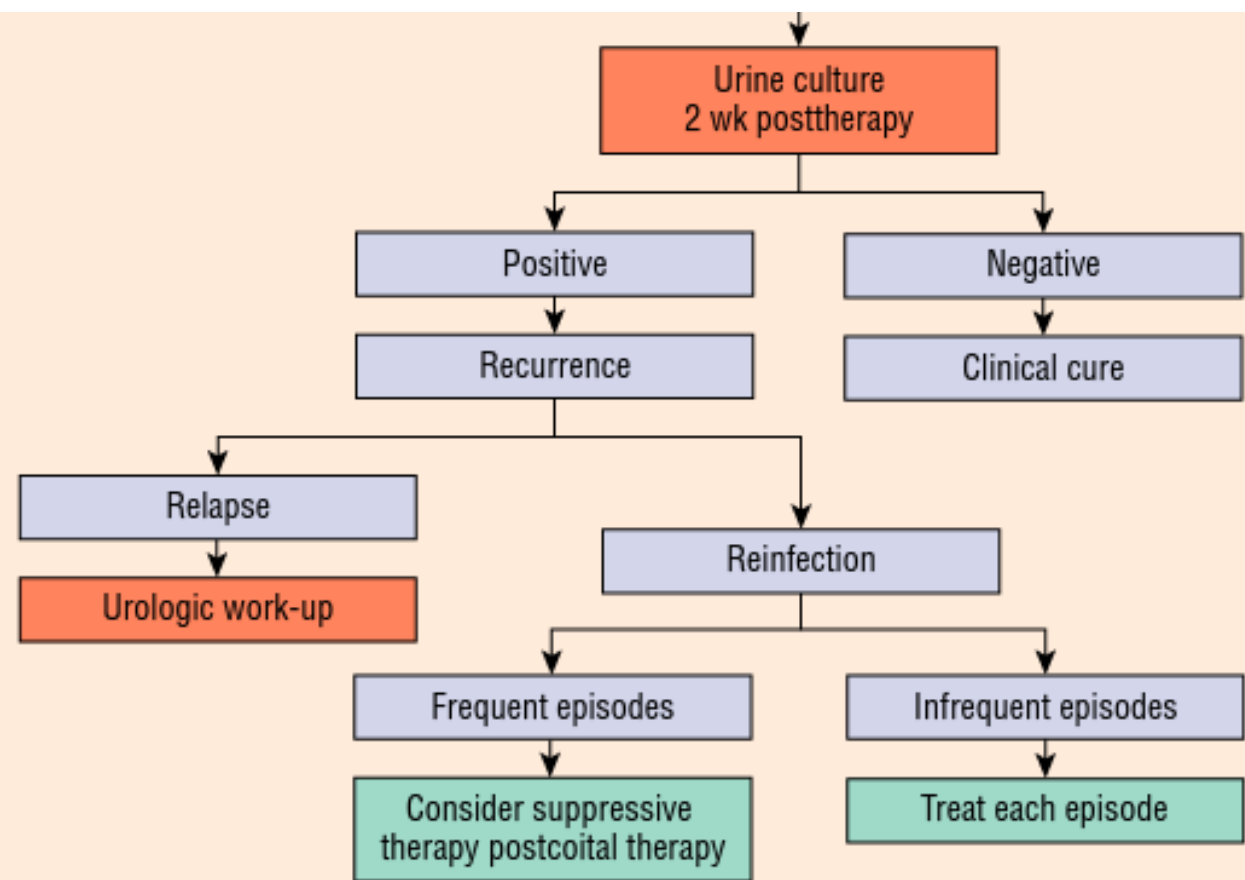 Urine culture
2 wk posttherapy
Positive
Negative
Recurrence
Clinical cure
Relapse
Reinfection
Urologic work-up
Frequent episodes
Infrequent episodes
Consider suppressive
therapy postcoital therapy
Treat each episode